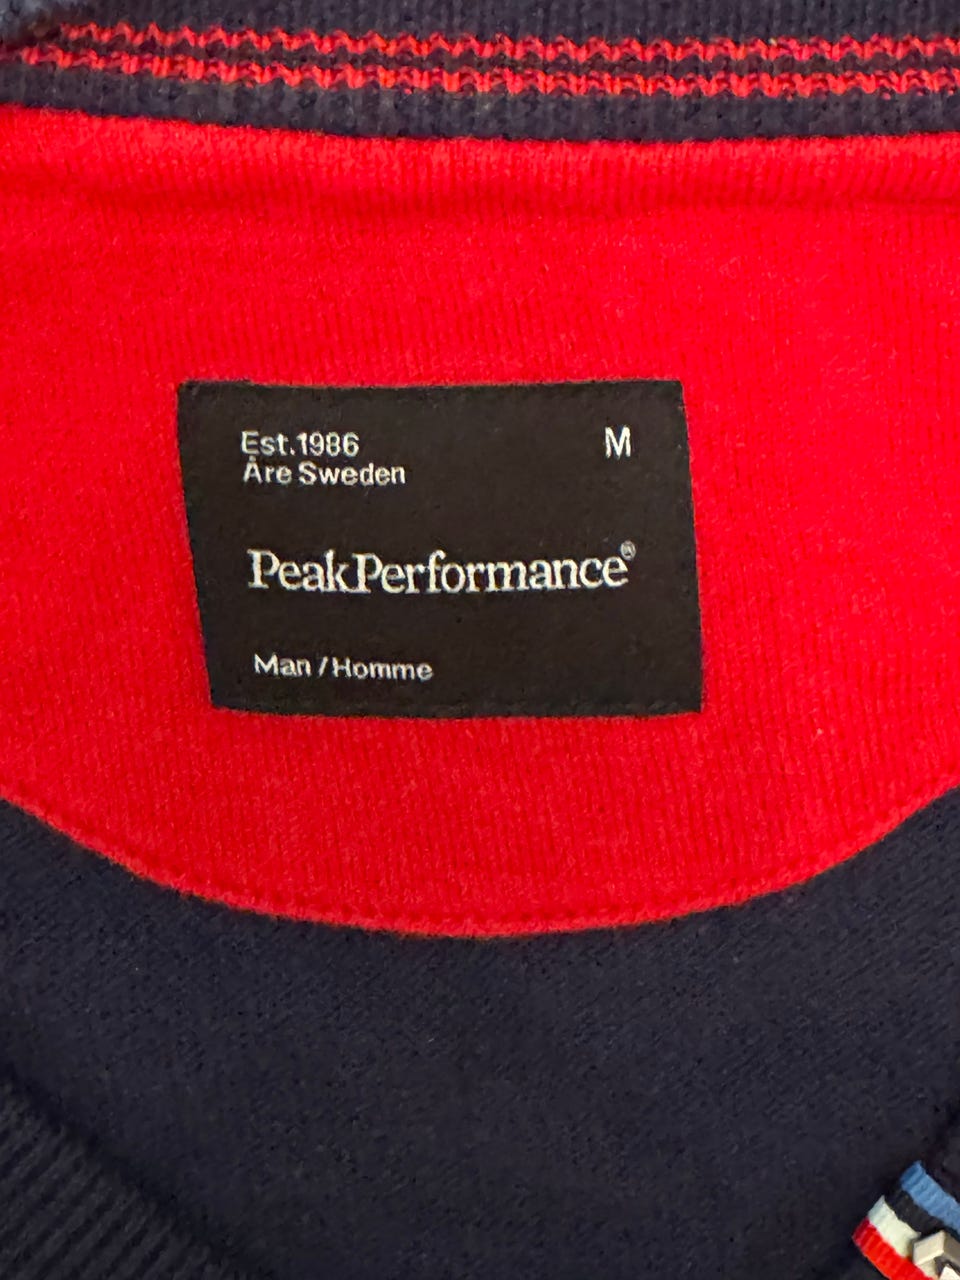 Est.1986
Åre Sweden
M
PeakPerformance®
Man / Homme